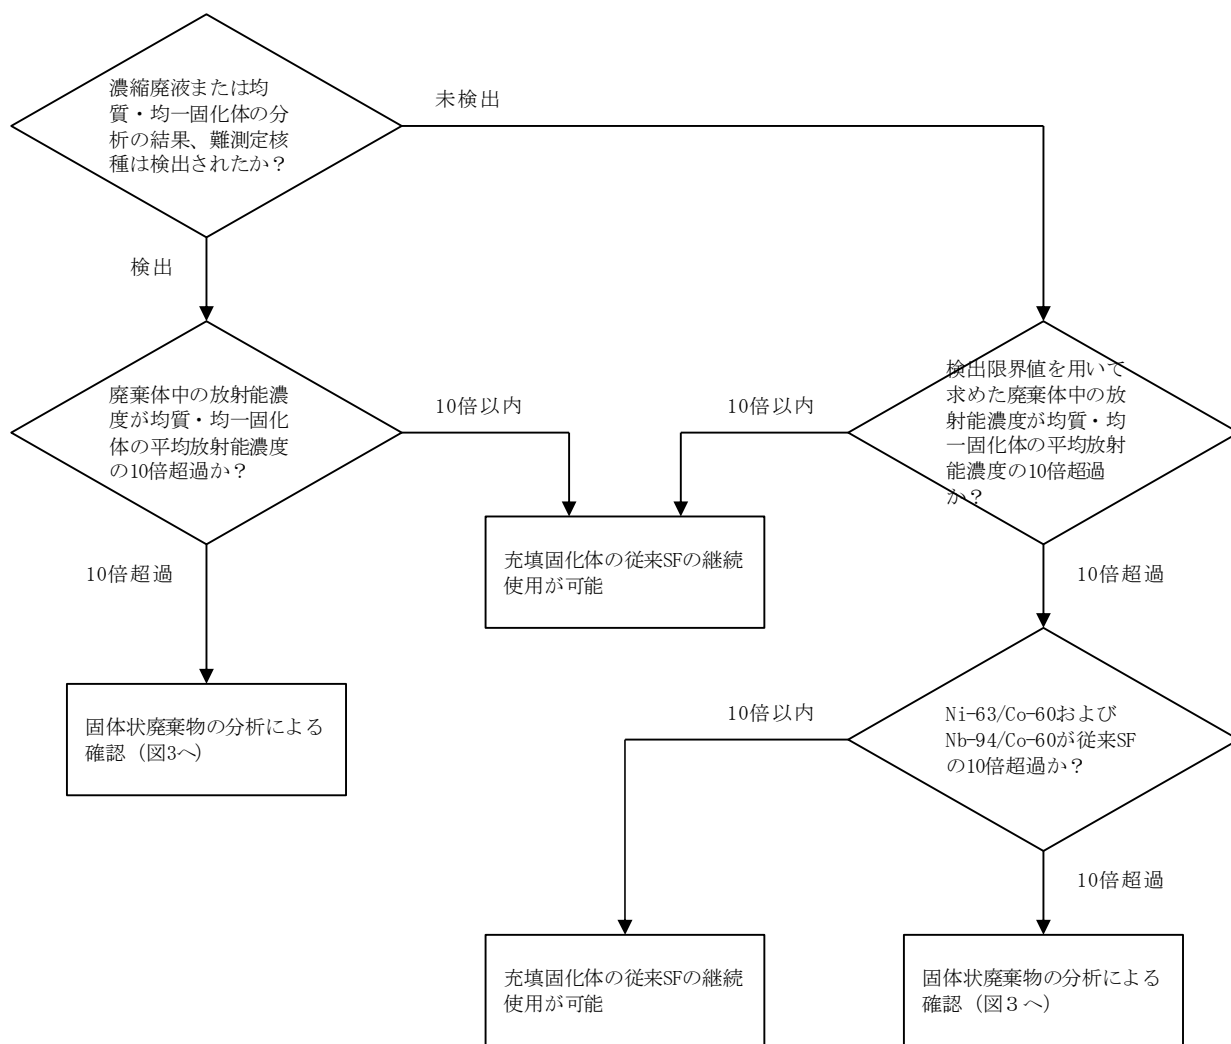 濃縮廃液または均
質・均一固化体の分
析の結果、難測定核
種は検出されたか？
未検出
検出
廃棄体中の放射能濃
度が均質・均一固化
体の平均放射能濃度
の10倍超過か？
10倍以内
10倍以内
検出限界値を用いて
求めた廃棄体中の放
射能濃度が均質・均
一固化体の平均放射
能濃度の10倍超過
か？
充填固化体の従来SFの継続
使用が可能
10倍超過
10倍超過
固体状廃棄物の分析による
確認（図3へ）
10倍以内
Ni-63/Co-60および
Nb-94/Co-60が従来SF
の10倍超過か？
10倍超過
充填固化体の従来SFの継続
使用が可能
固体状廃棄物の分析による
確認（図３へ）